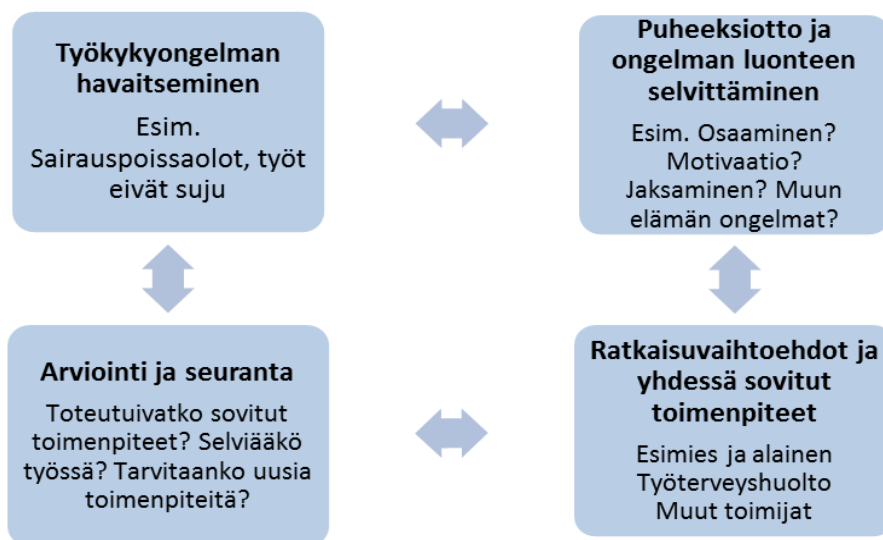 Työkykyongelman
havaitseminen
Esim.
Sairauspoissaolot, työt
eivät suju
Puheeksiotto ja
ongelman luonteen
selvittäminen
Esim. Osaaminen?
Motivaatio?
Jaksaminen? Muun
elämän ongelmat?
Arviointi ja seuranta
Toteutuivatko sovitut
toimenpiteet? Selviääkö
työssä? Tarvitaanko uusia
toimenpiteitä?
Ratkaisuvaihtoehdot ja
yhdessä sovitut
toimenpiteet
Esimies ja alainen
Työterveyshuolto
Muut toimijat